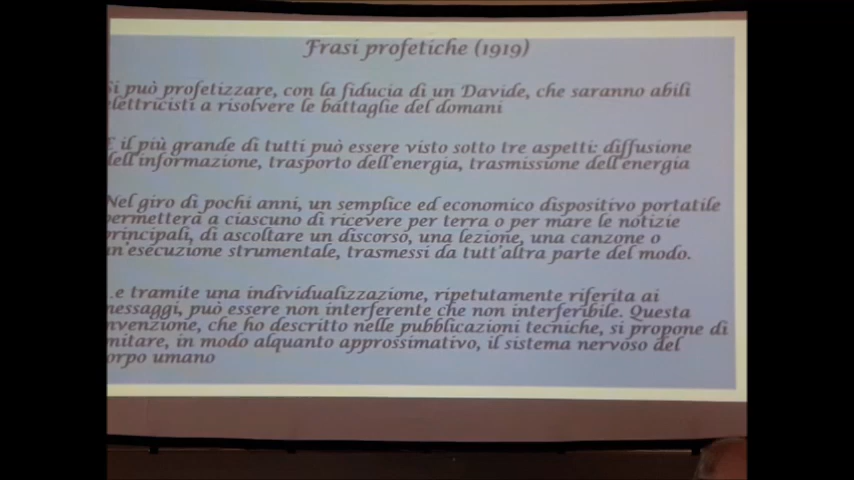 Frasi profetiche (1919)
Si può profetizzare, con la fiducia di un Davide, che saranno abili
elettricisti a risolvere le battaglie del domani
E il più grande di tutti può essere visto sotto tre aspetti: diffusione
dell'informazione, trasporto dell'energia, trasmissione dell'energia
Nel giro di pochi anni, un semplice ed economico dispositivo portatile
permetterà a ciascuno di ricevere per terra o per mare le notizie
principali, di ascoltare un discorso, una lezione, una canzone o
un'esecuzione strumentale, trasmessi da tutt'altra parte del modo.
..e tramite una individualizzazione, ripetutamente riferita ai
messaggi, può essere non interferente che non interferibile. Questa
invenzione, che ho descritto nelle pubblicazioni tecniche, si propone di
imitare, in modo alquanto approssimativo, il sistema nervoso del
corpo umano